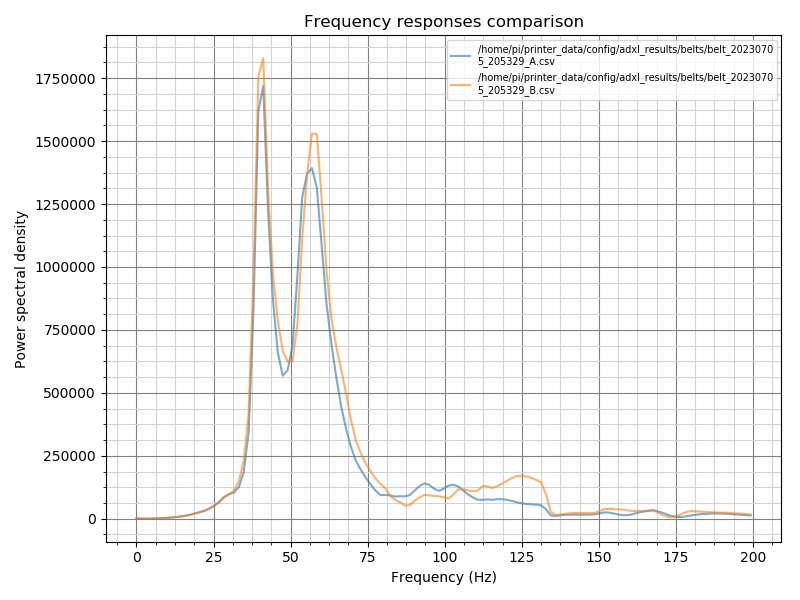 Frequency responses comparison
/home/pi/printer_data/config/adxl_results/belts/belt_2023070
5_205329_A.csv
/home/pi/printer_data/config/adxl_results/belts/belt_2023070
5_205329_B.csv
Power spectral density
1750000
1500000
1250000
1000000
750000
500000
250000
0
0 25 50 75 100 125 150 175 200
Frequency (Hz)